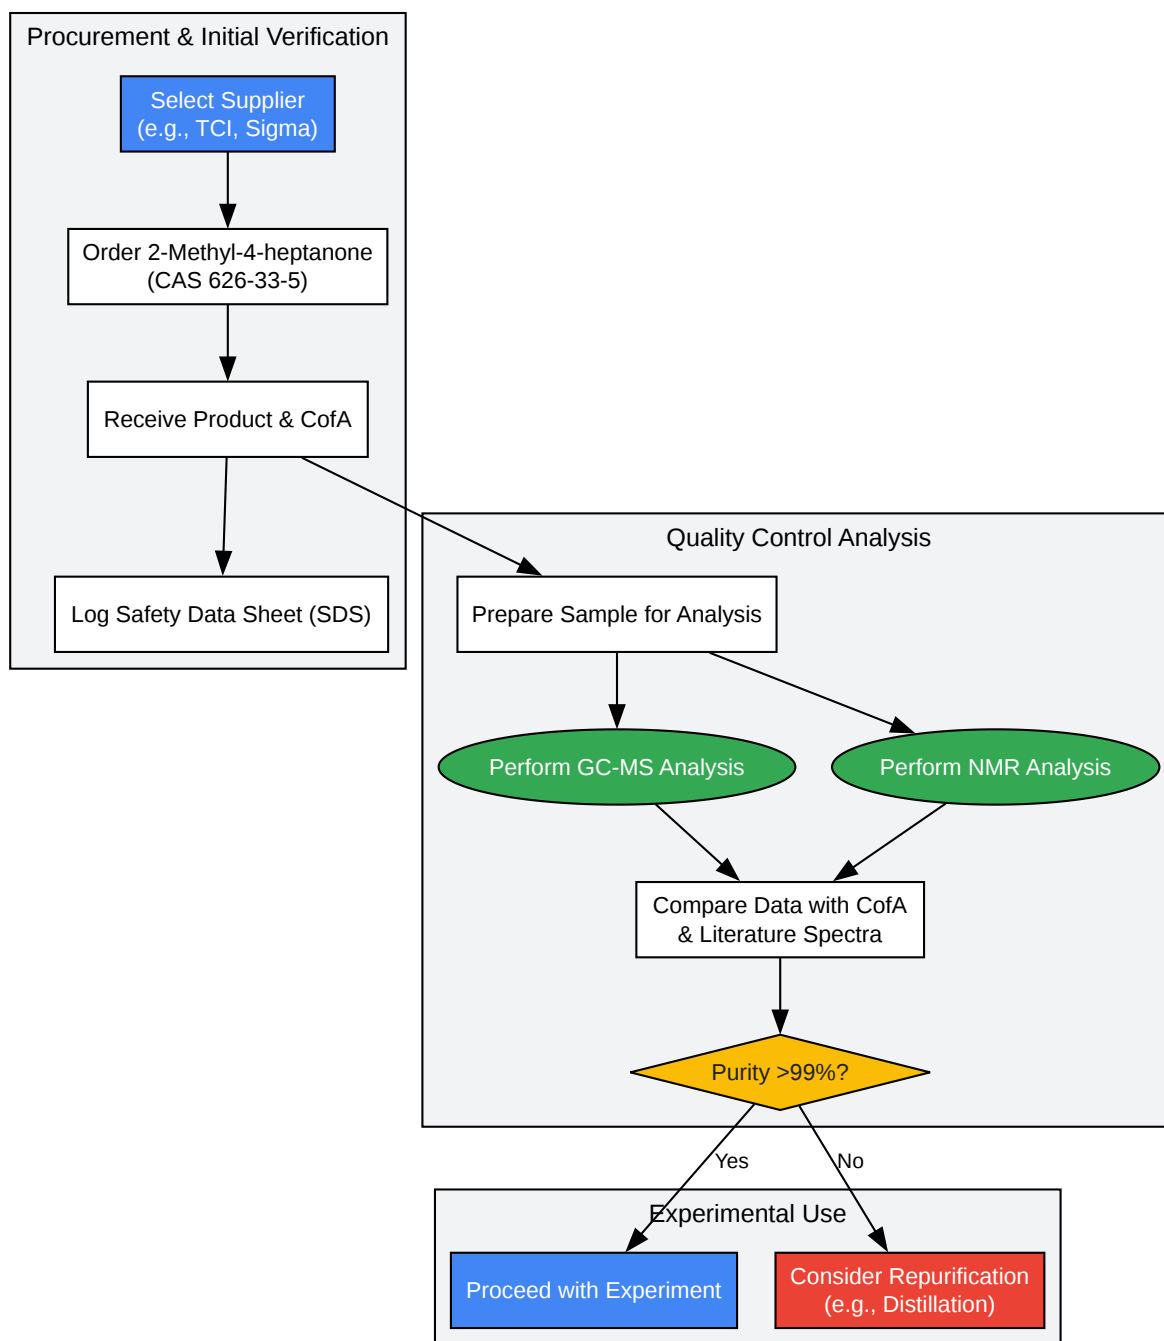 Procurement & Initial Verification
Select Supplier
(e.g., TCI, Sigma)
Order 2-Methyl-4-heptanone
(CAS 626-33-5)
Receive Product & CofA
Log Safety Data Sheet (SDS)
Quality Control Analysis
Prepare Sample for Analysis
Perform GC-MS Analysis
Perform NMR Analysis
Compare Data with CofA
& Literature Spectra
Purity >99%?
Yes
No
Experimental Use
Proceed with Experiment
Consider Repurification
(e.g., Distillation)